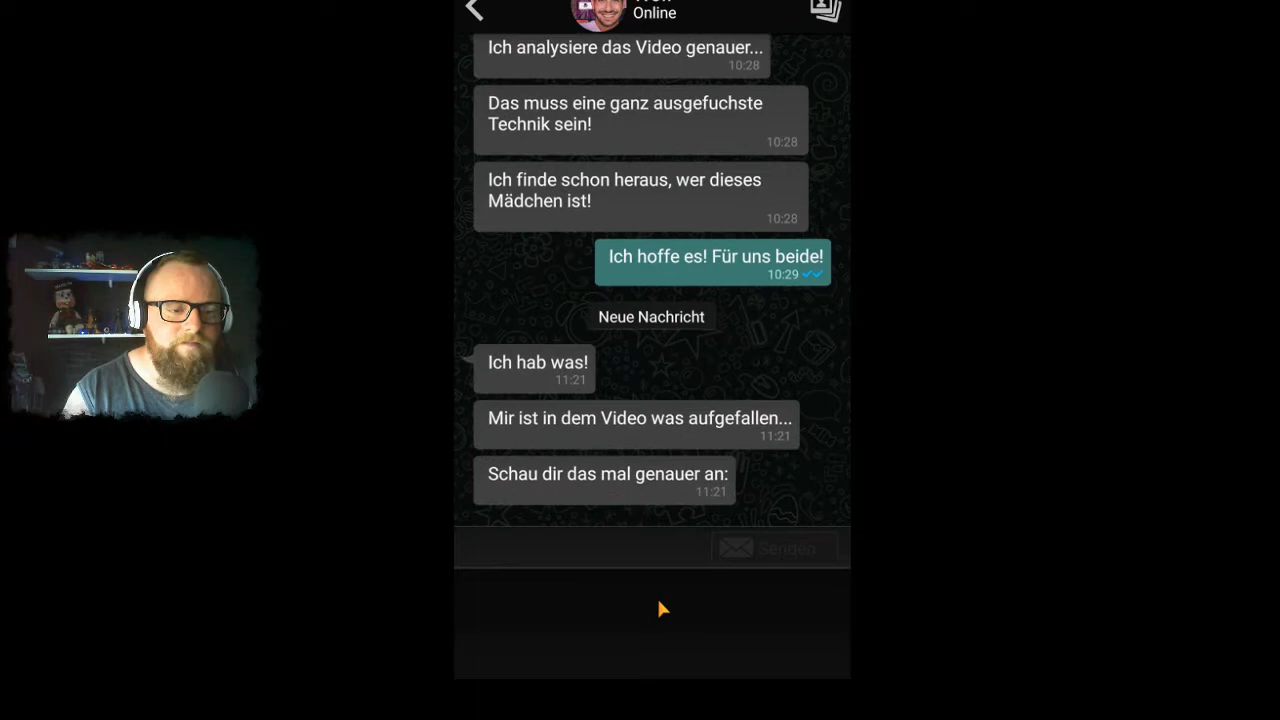 Online
Ich analysiere das Video genauer...
10:28
Das muss eine ganz ausgefuchste
Technik sein!
10:28
Ich finde schon heraus, wer dieses
Mädchen ist!
10:28
Ich hoffe es! Für uns beide!
10:29
Neue Nachricht
Ich hab was!
11:21
Mir ist in dem Video was aufgefallen...
11:21
Schau dir das mal genauer an:
11:21
Senden